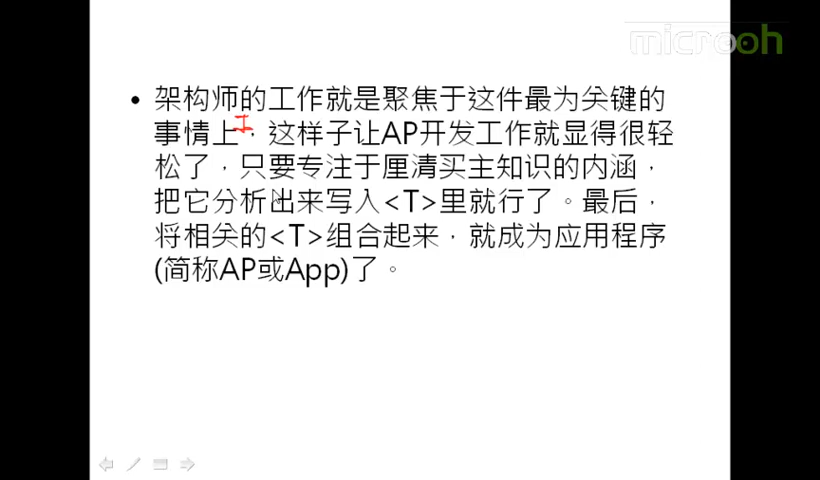 microoh
• 架构师的工作就是聚焦于这件最为关键的
事情上，这样子让AP开发工作就显得很轻
松了，只要专注于厘清买主知识的内涵，
把它分析出来写入<T>里就行了。最后，
将相关的<T>组合起来，就成为应用程序
(简称AP或App)了。